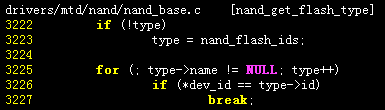 drivers/mtd/nand/nand_base.c    [nand_get_flash_type]
3222         if (!type)
3223                 type = nand_flash_ids;
3224
3225         for (; type->name != NULL; type++)
3226                 if (*dev_id == type->id)
3227                         break;